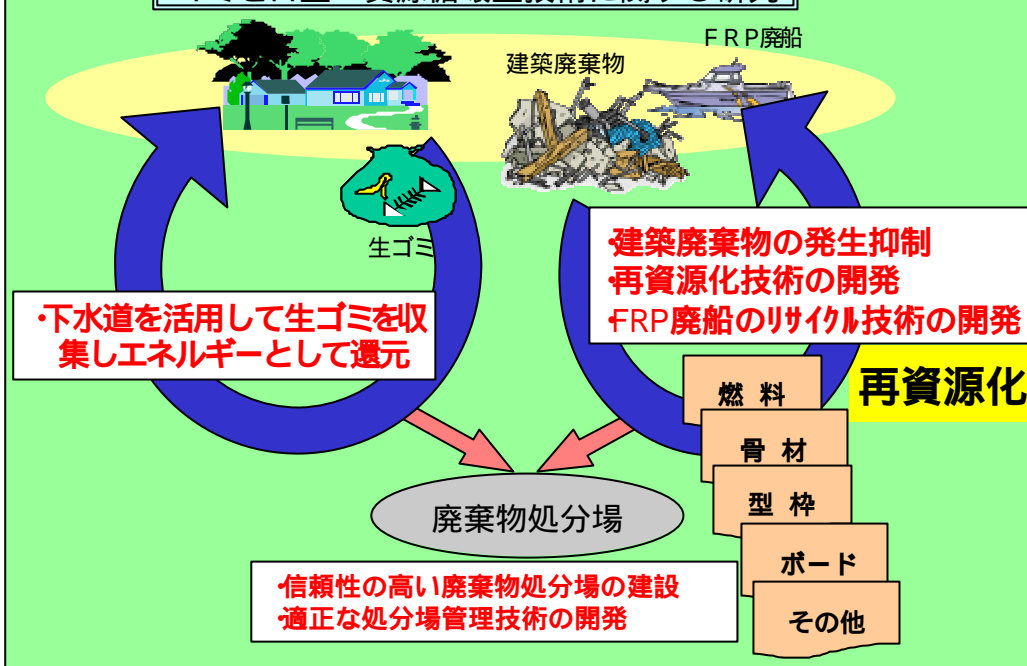 ＦＲＰ廃船
建築廃棄物
生ゴミ
・建築廃棄物の発生抑制
・再資源化技術の開発
・FRP廃船のリサイクル技術の開発
・下水道を活用して生ゴミを収
集しエネルギーとして還元
再資源化
燃 料
骨 材
型 枠
ボード
その他
廃棄物処分場
・信頼性の高い廃棄物処分場の建設
・適正な処分場管理技術の開発